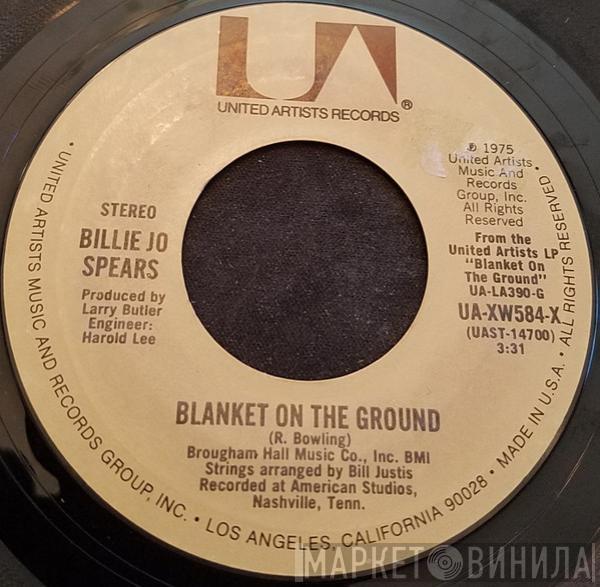 UA
UNITED ARTISTS RECORDS®
℗ 1975
United Artists
Music And
Records
Group, Inc.
All Rights
Reserved
STEREO
BILLIE JO
SPEARS
Produced by
Larry Butler
Engineer:
Harold Lee
From the
United Artists LP
"Blanket On
The Ground"
UA-LA390-G
UA-XW584-X
(UAST-14700)
3:31
BLANKET ON THE GROUND
(R. Bowling)
Brougham Hall Music Co., Inc. BMI
Strings arranged by Bill Justis
Recorded at American Studios,
Nashville, Tenn.
• UNITED ARTISTS MUSIC AND RECORDS GROUP, INC. • LOS ANGELES, CALIFORNIA 90028 • MADE IN U.S.A. • ALL RIGHTS RESERVED •
МАРКЕТ ВИНИЛА